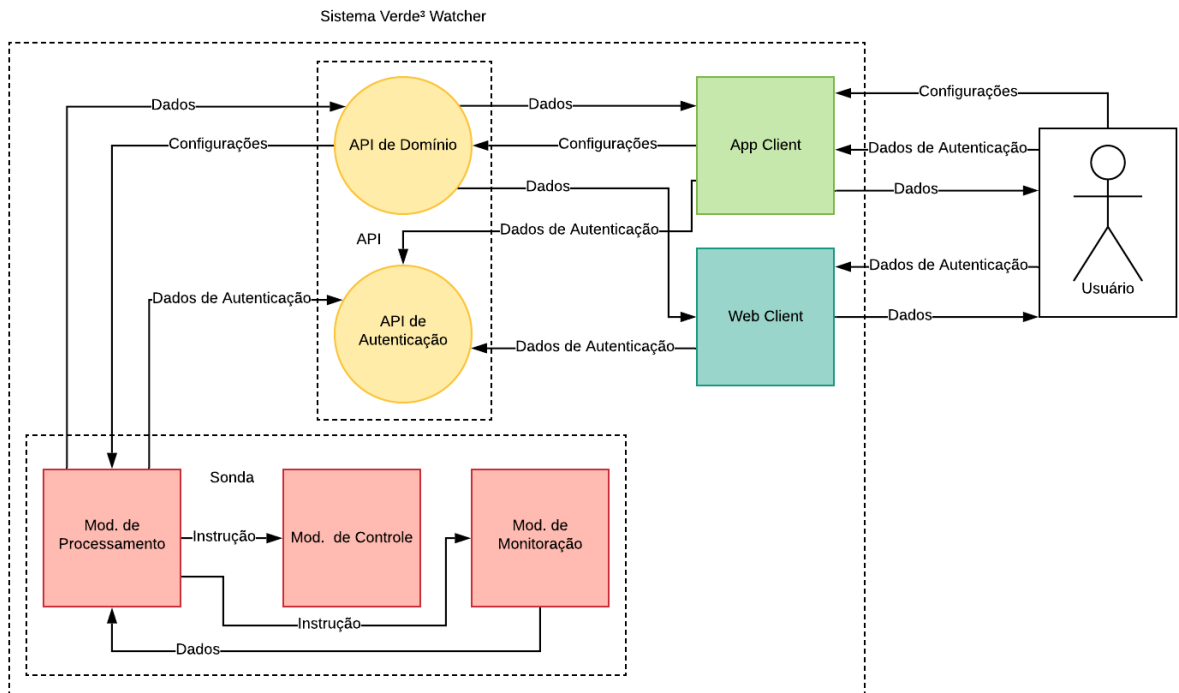 Sistema Verde³ Watcher
Dados
Dados
Configurações
Configurações
Configurações
API de Domínio
App Client
Dados de Autenticação
Dados
Dados
API
Dados de Autenticação
Dados de Autenticação
Usuário
Dados de Autenticação
API de
Autenticação
Web Client
Dados
Dados de Autenticação
Sonda
Mod. de
Processamento
Instrução
Mod. de Controle
Mod. de
Monitoração
Instrução
Dados